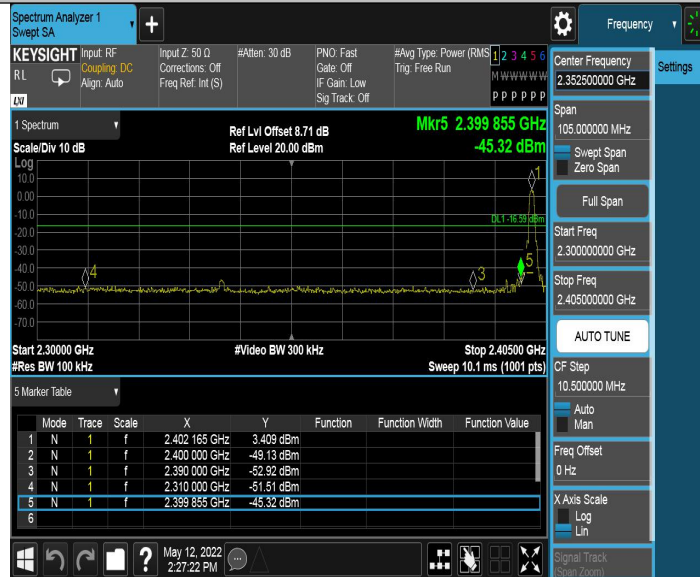 Spectrum Analyzer 1
Swept SA
+
Frequency
KEYSIGHT
R L
LXI
Input: RF
Coupling: DC
Align: Auto
Input Z: 50 Ω
Corrections: Off
Freq Ref: Int (S)
#Atten: 30 dB
PNO: Fast
Gate: Off
IF Gain: Low
Sig Track: Off
#Avg Type: Power (RMS
Trig: Free Run
1 2 3 4 5 6
M W W W W W
P P P P P P
Center Frequency
2.352500000 GHz
Settings
1 Spectrum
Scale/Div 10 dB
Ref Lvl Offset 8.71 dB
Ref Level 20.00 dBm
Mkr5 2.399 855 GHz
-45.32 dBm
Log
10.0
0.00
-10.0
-20.0
-30.0
-40.0
-50.0
-60.0
-70.0
1
DL1 -16.59 dBm
4
3
5
Start 2.30000 GHz
#Res BW 100 kHz
#Video BW 300 kHz
Stop 2.40500 GHz
Sweep 10.1 ms (1001 pts)
Span
105.000000 MHz
Swept Span
Zero Span
Full Span
Start Freq
2.300000000 GHz
Stop Freq
2.405000000 GHz
AUTO TUNE
CF Step
10.500000 MHz
Auto
Man
Freq Offset
0 Hz
X Axis Scale
Log
Lin
Signal Track
(Span Zoom)
5 Marker Table
Mode Trace Scale X Y Function Function Width Function Value
1 N 1 f 2.402 165 GHz 3.409 dBm
2 N 1 f 2.400 000 GHz -49.13 dBm
3 N 1 f 2.390 000 GHz -52.92 dBm
4 N 1 f 2.310 000 GHz -51.51 dBm
5 N 1 f 2.399 855 GHz -45.32 dBm
6
?
May 12, 2022
2:27:22 PM